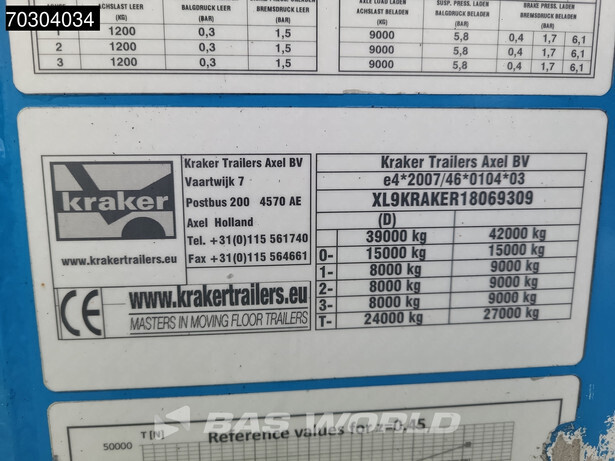 70304034
ACHSLAST LEER BALGDRUCK LEER BREMSDRUCK LEER
(KG) (BAR) (BAR)
1 1200 0,3 1,5
2 1200 0,3 1,5
3 1200 0,3 1,5
AXLE LOAD LADEN SUSP. PRESS. LADEN BRAKE PRESS. LADEN
ACHSLAST BELADEN BALGDRUCK BELADEN BREMSDRUCK BELADEN
(KG) (BAR) (BAR)
9000 5,8 0,4 1,7 6,1
9000 5,8 0,4 1,7 6,1
9000 5,8 0,4 1,7 6,1
kraker
www.krakertrailers.eu
Kraker Trailers Axel BV
Vaartwijk 7
Postbus 200 4570 AE
Axel Holland
Tel. +31(0)115 561740
Fax +31(0)115 564661
CE
www.krakertrailers.eu
MASTERS IN MOVING FLOOR TRAILERS
Kraker Trailers Axel BV
e4*2007/46*0104*03
XL9KRAKER18069309
(D)
39000 kg 42000 kg
0- 15000 kg 15000 kg
1- 8000 kg 9000 kg
2- 8000 kg 9000 kg
3- 8000 kg 9000 kg
T- 24000 kg 27000 kg
BAS WORLD
T [N] Reference valdes for z=0,45
50000